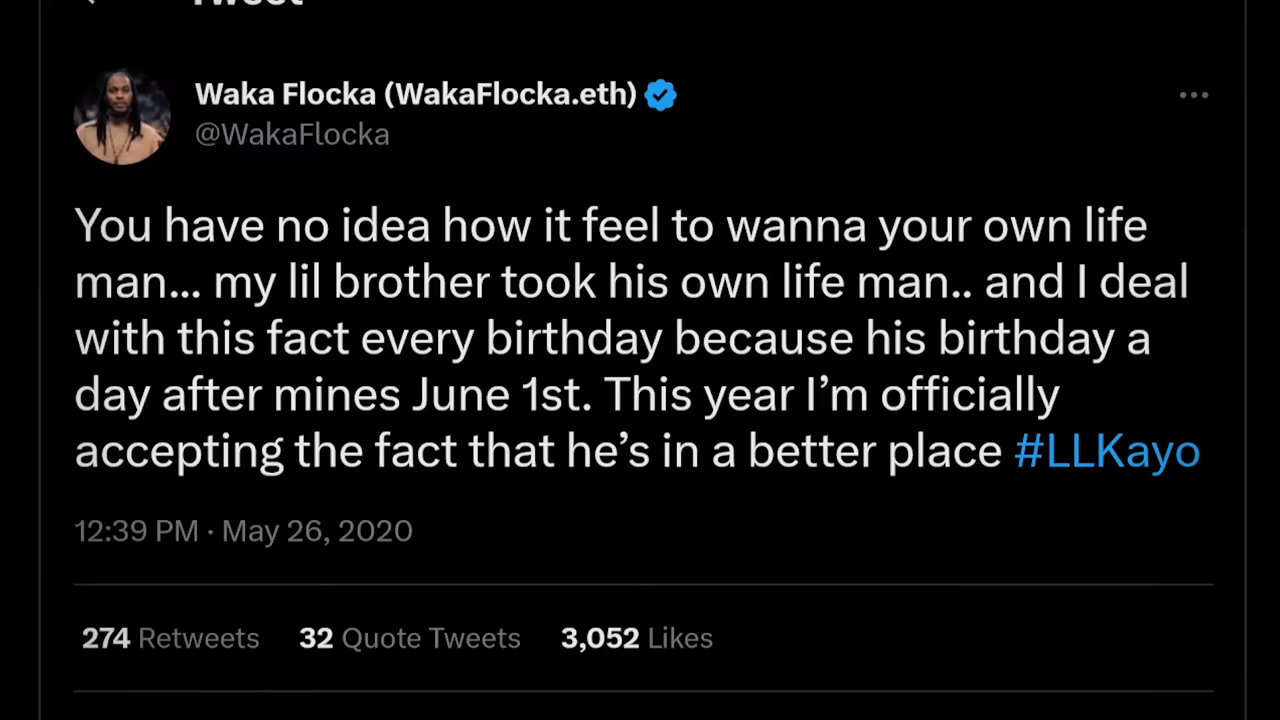 Tweet
Waka Flocka (WakaFlocka.eth)
@WakaFlocka
You have no idea how it feel to wanna your own life
man... my lil brother took his own life man.. and I deal
with this fact every birthday because his birthday a
day after mines June 1st. This year I’m officially
accepting the fact that he’s in a better place #LLKayo
12:39 PM · May 26, 2020
274 Retweets 32 Quote Tweets 3,052 Likes